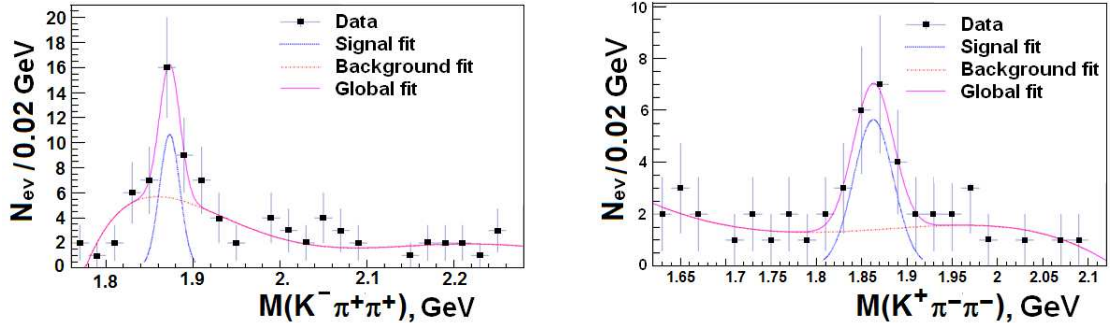 20
18
16
14
12
10
8
6
4
2
0
N_ev / 0.02 GeV
Data
Signal fit
Background fit
Global fit
1.8 1.9 2. 2.1 2.2
M(K⁻π⁺π⁺), GeV
10
8
6
4
2
0
N_ev / 0.02 GeV
Data
Signal fit
Background fit
Global fit
1.65 1.7 1.75 1.8 1.85 1.9 1.95 2 2.05 2.1
M(K⁺π⁻π⁻), GeV